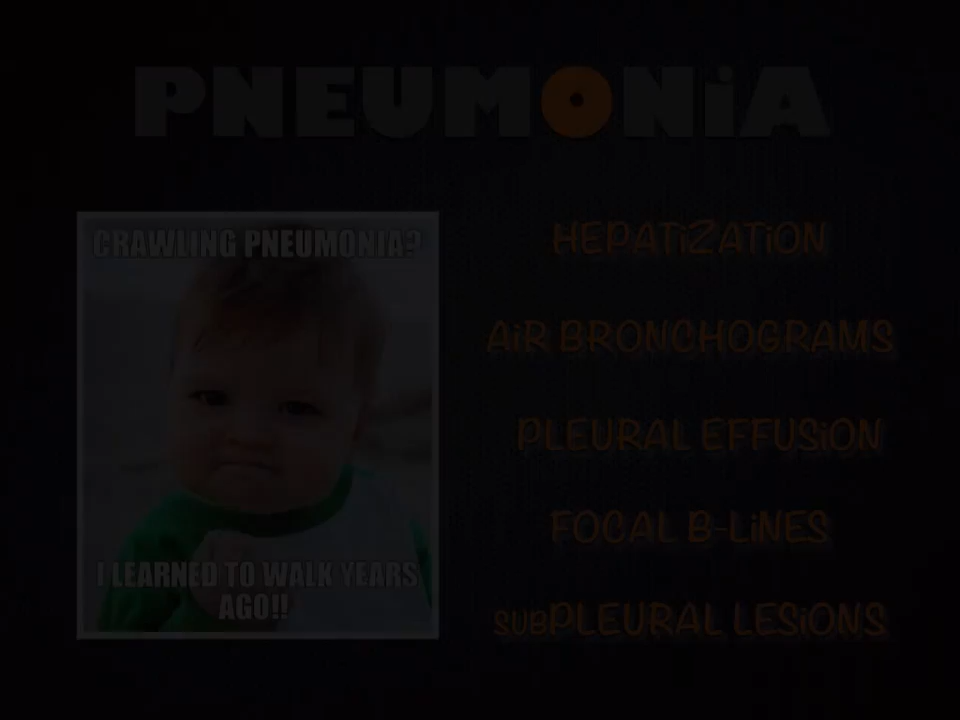 PNEUMONiA
CRAWLING PNEUMONIA?
I LEARNED TO WALK YEARS
AGO!!
HEPATiZATiON
AiR BRONCHOGRAMS
PLEURAL EFFUSiON
FOCAL B-LiNES
SUBPLEURAL LESiONS